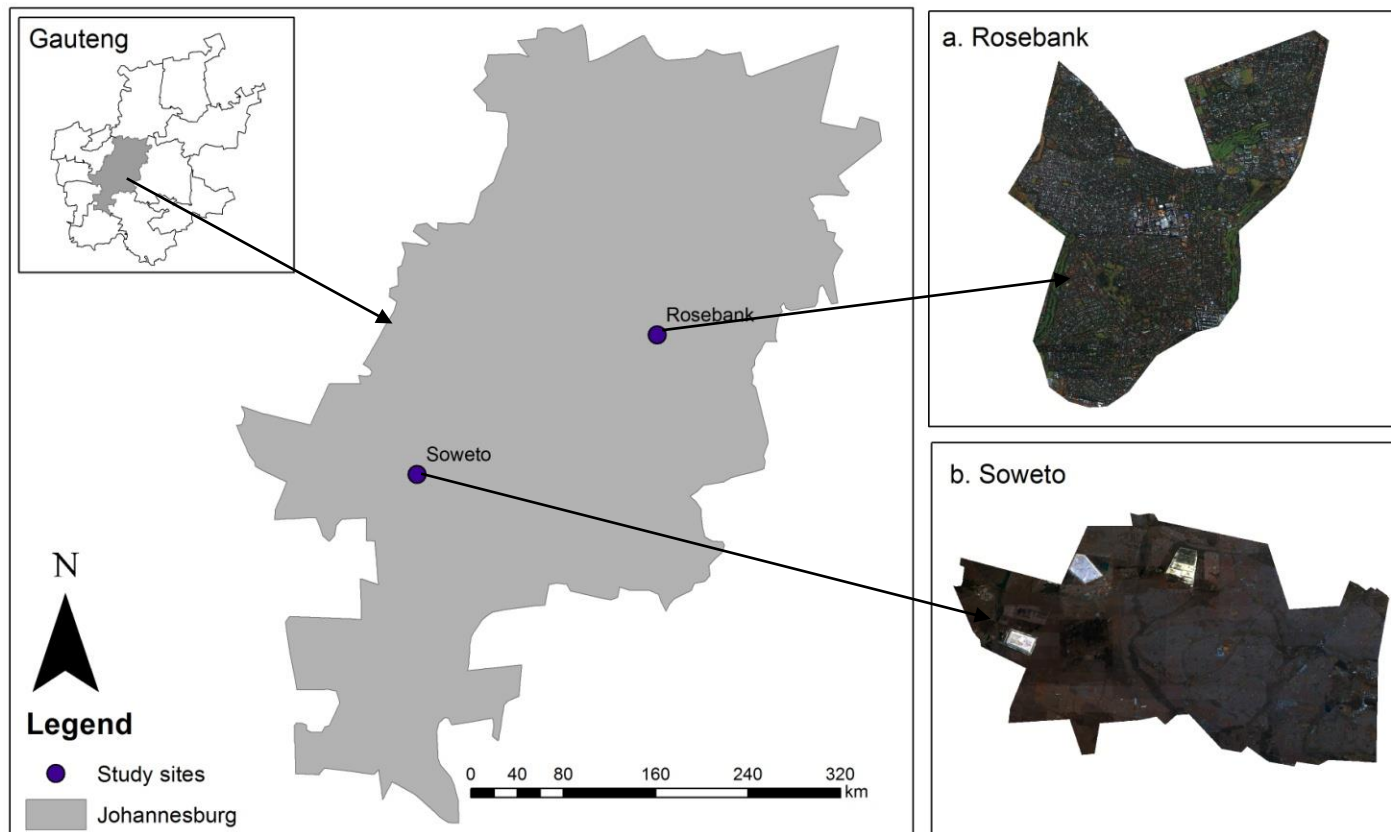 Gauteng
a. Rosebank
Rosebank
Soweto
b. Soweto
N
Legend
Study sites
Johannesburg
0 40 80 160 240 320
km